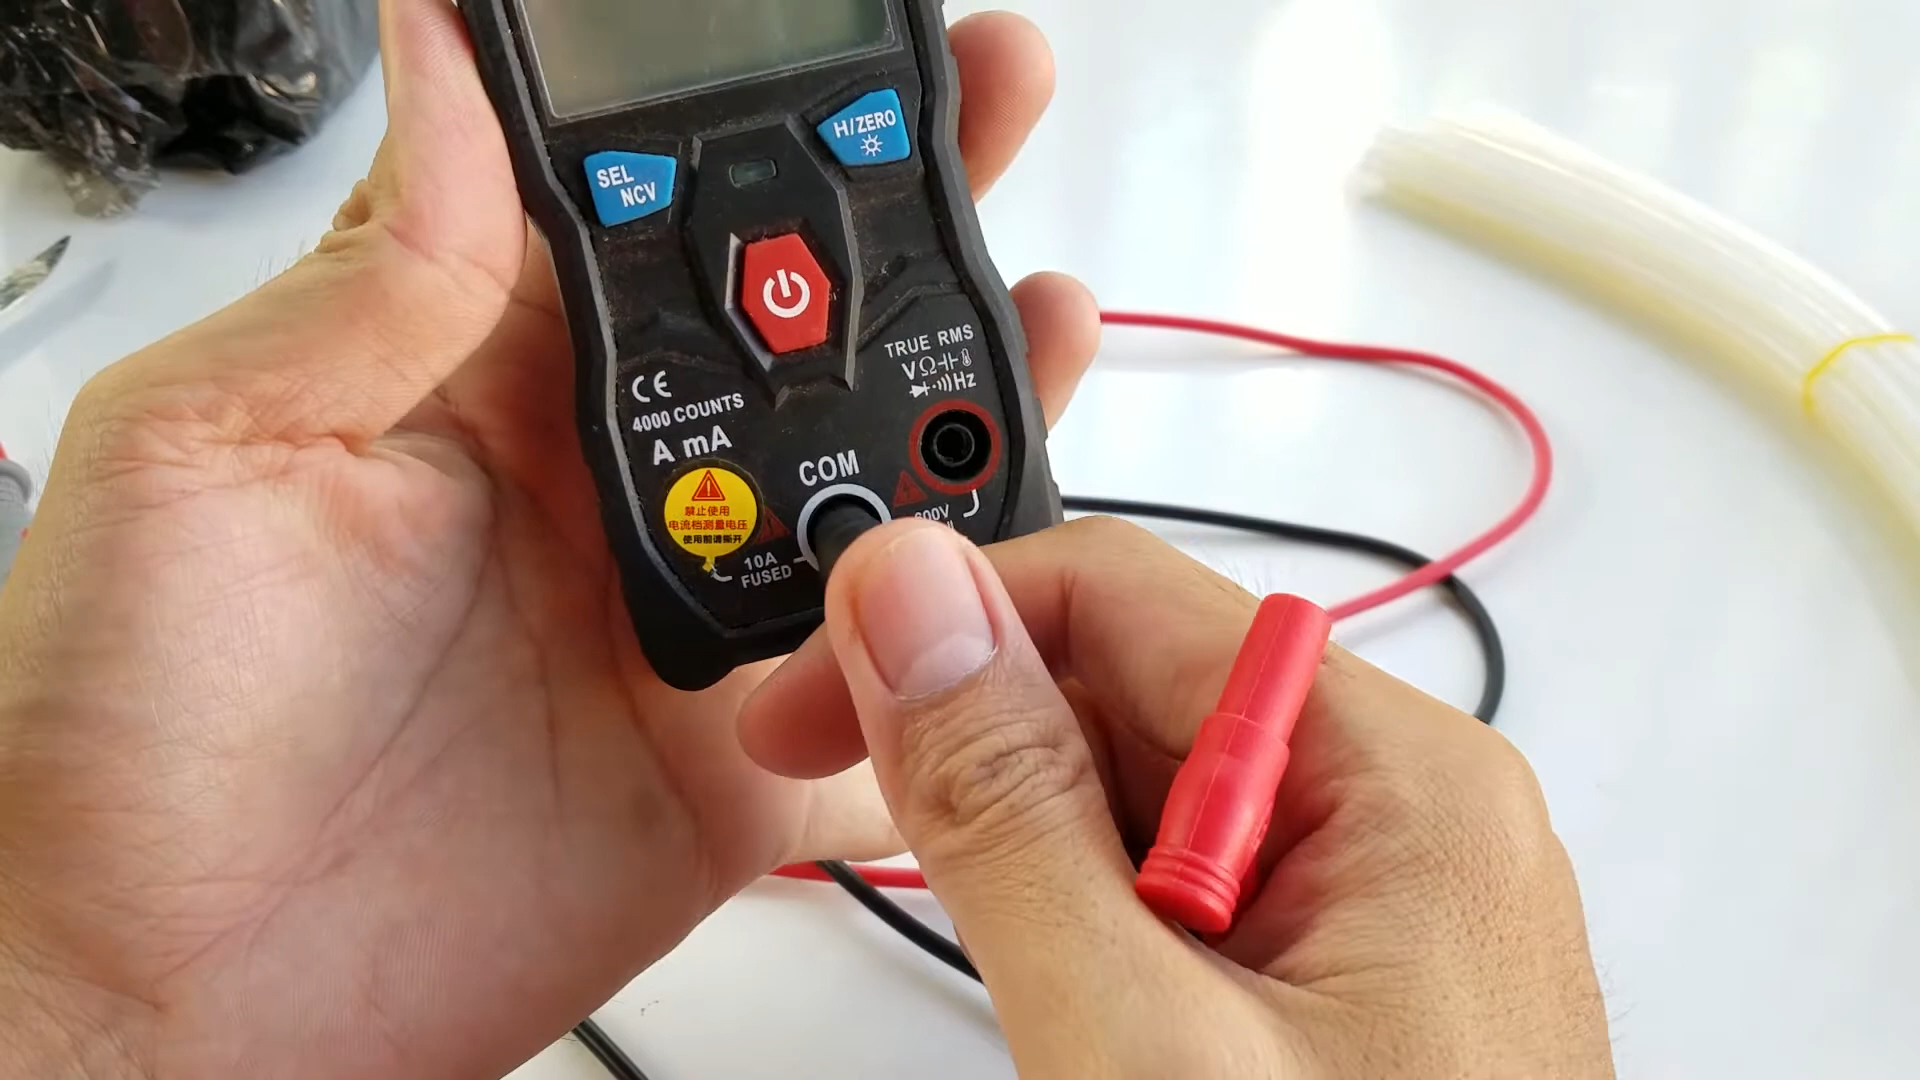 H/ZERO
SEL
NCV
TRUE RMS
VΩ
Hz
CE
4000 COUNTS
A mA
COM
禁止使用
电流档测量电压
使用前请撕开
10A
FUSED
600V